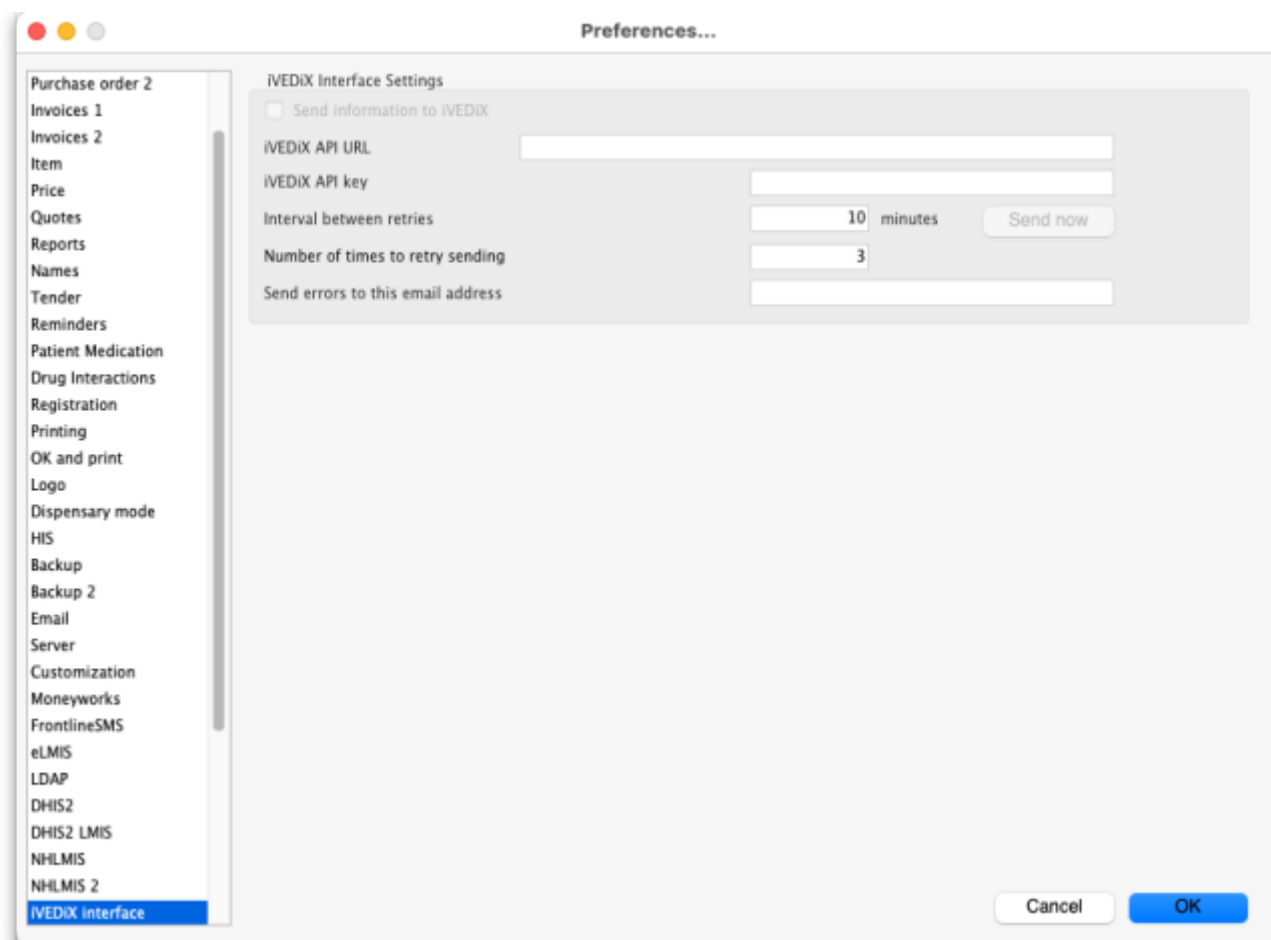 Preferences...
Purchase order 2
Invoices 1
Invoices 2
Item
Price
Quotes
Reports
Names
Tender
Reminders
Patient Medication
Drug Interactions
Registration
Printing
OK and print
Logo
Dispensary mode
HIS
Backup
Backup 2
Email
Server
Customization
Moneyworks
FrontlineSMS
eLMIS
LDAP
DHIS2
DHIS2 LMIS
NHLMIS
NHLMIS 2
iVEDiX interface
iVEDiX Interface Settings
Send information to iVEDiX
iVEDiX API URL
iVEDiX API key
Interval between retries 10 minutes Send now
Number of times to retry sending 3
Send errors to this email address
Cancel OK